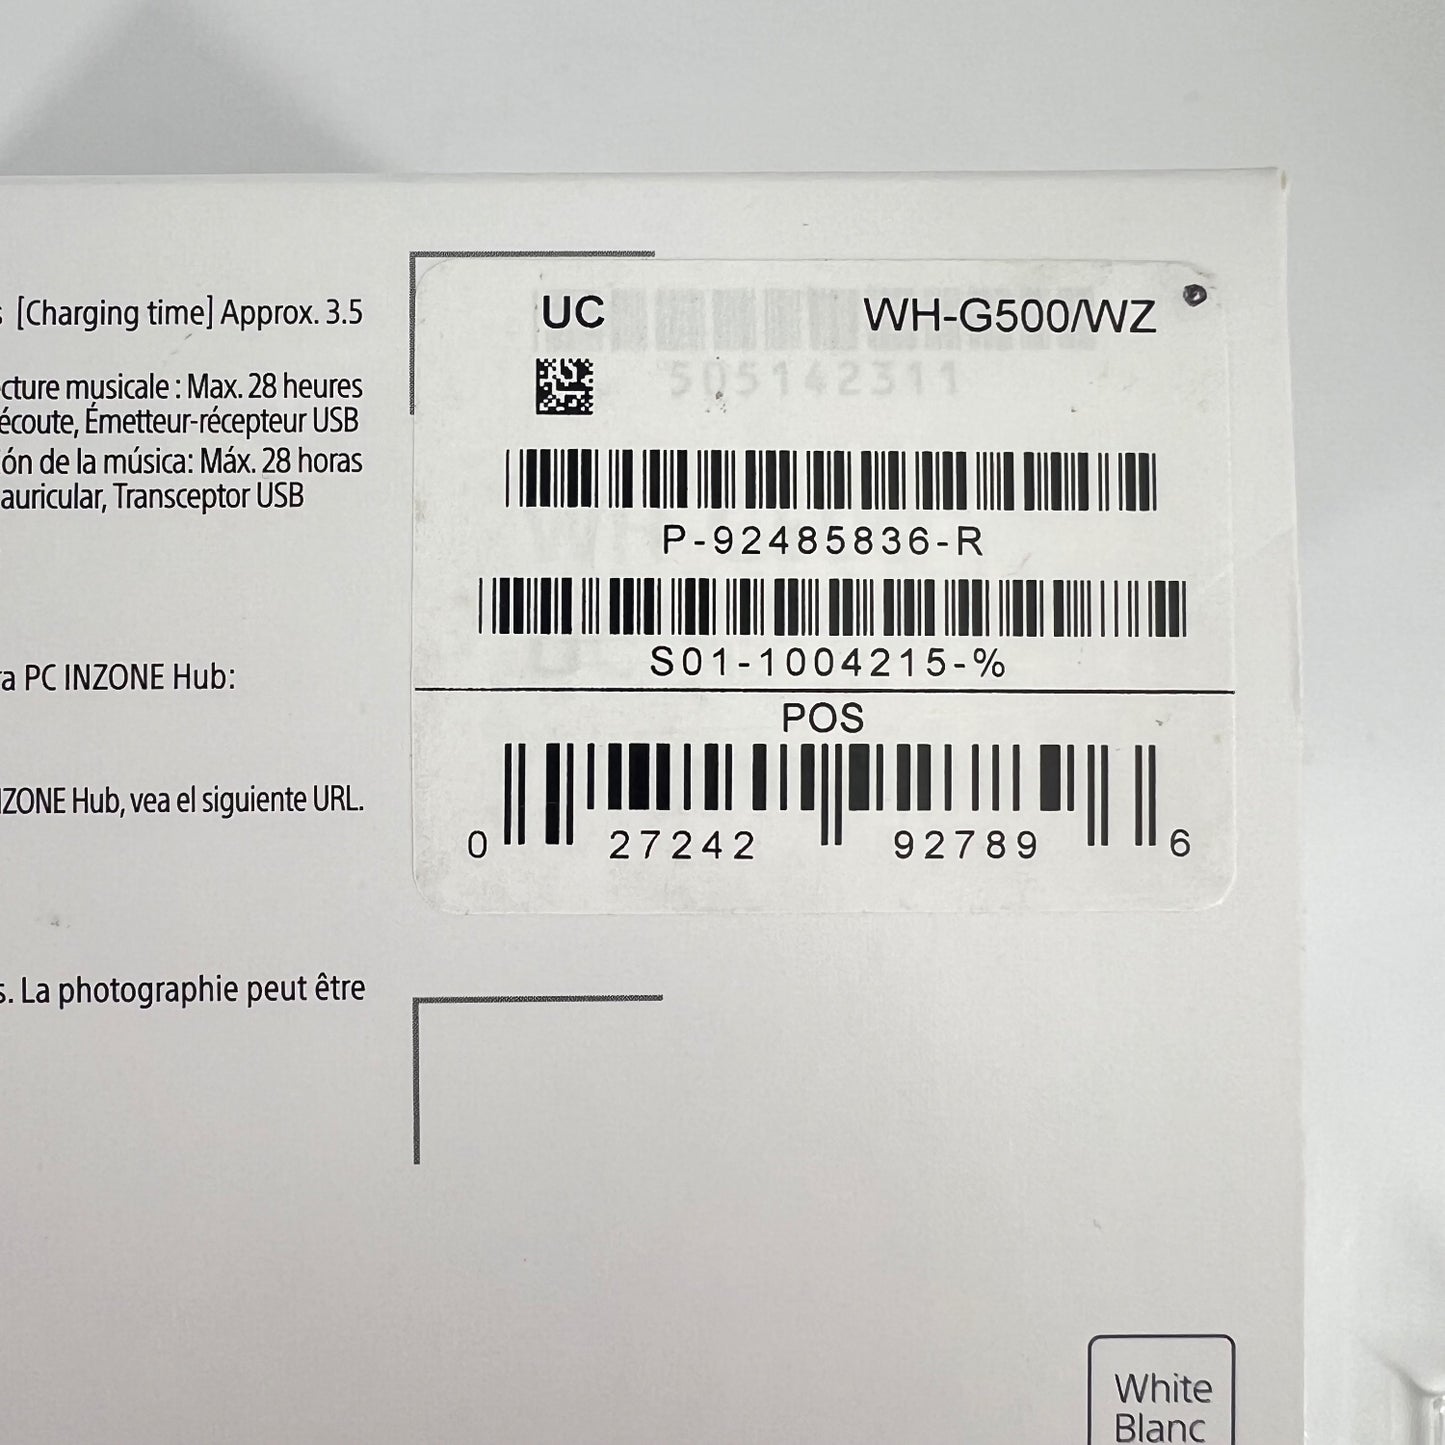 s [Charging time] Approx. 3.5
cture musicale : Max. 28 heures
écoute, Émetteur-récepteur USB
ón de la música: Máx. 28 horas
auricular, Transceptor USB
ra PC INZONE Hub:
NZONE Hub, vea el siguiente URL.
s. La photographie peut être
UC WH-G500/WZ
505142311
P-92485836-R
S01-1004215-%
POS
0 27242 92789 6
White
Blanc